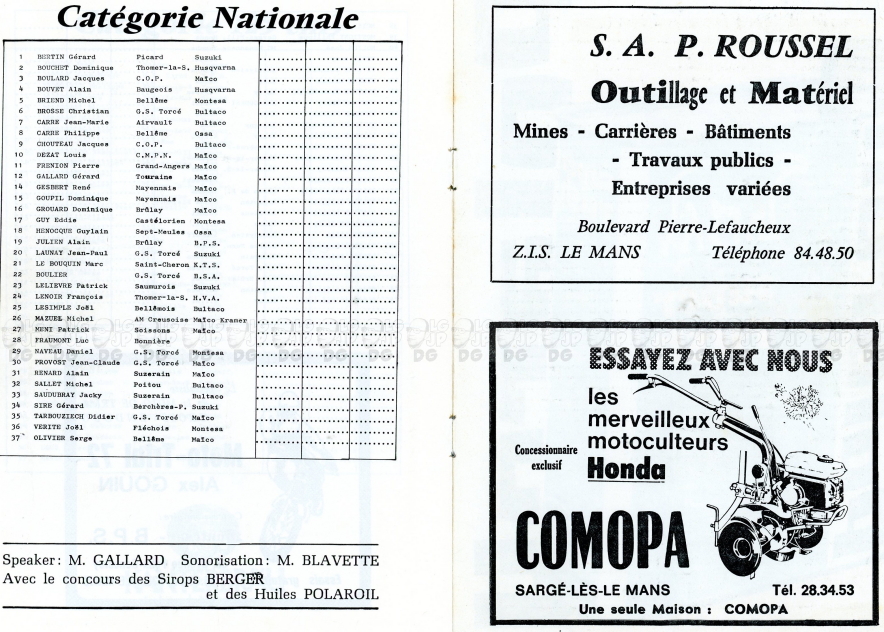 Catégorie Nationale
1 BERTIN Gérard Picard Suzuki
2 BOUCHET Dominique Thomer-la-S. Husqvarna
3 BOULARD Jacques C.O.P. Maïco
4 BOUVET Alain Baugeois Husqvarna
5 BRIEND Michel Bellême Montesa
6 BROSSE Christian G.S. Torcé Bultaco
7 CARRE Jean-Marie Airvault Bultaco
8 CARRE Philippe Bellême Ossa
9 CHOUTEAU Jacques C.O.P. Bultaco
10 DEZAT Louis C.M.P.N. Maïco
11 FRENION Pierre Grand-Angers Maïco
12 GALLARD Gérard Touraine Maïco
14 GESBERT René Mayennais Maïco
15 GOUPIL Dominique Mayennais Maïco
16 GROUARD Dominique Brûlay Maïco
17 GUY Eddie Castélorien Montesa
18 HENOCQUE Guylain Sept-Meules Ossa
19 JULIEN Alain Brûlay B.P.S.
20 LAUNAY Jean-Paul G.S. Torcé Suzuki
21 LE BOUQUIN Marc Saint-Cheron K.T.S.
22 BOULIER G.S. Torcé B.S.A.
23 LELIEVRE Patrick Saumurois Suzuki
24 LENOIR François Thomer-la-S. H.V.A.
25 LESIMPLE Joël Bellêmois Bultaco
26 MAZUEL Michel AM Creusoise Maïco Kramer
27 MENI Patrick Soissons Maïco
28 FRAUMONT Luc Bonnière
29 NAVEAU Daniel G.S. Torcé Montesa
30 PROVOST Jean-Claude G.S. Torcé Maïco
31 RENARD Alain Suzerain Maïco
32 SALLET Michel Poitou Bultaco
33 SAUDUBRAY Jacky Suzerain Bultaco
34 SIRE Gérard Berchères-P. Suzuki
35 TARBOUZIECH Didier G.S. Torcé Maïco
36 VERITE Joël Fléchois Montesa
37 OLIVIER Serge Bellême Maïco
Speaker: M. GALLARD Sonorisation: M. BLAVETTE
Avec le concours des Sirops BERGER
et des Huiles POLAROIL
S. A. P. ROUSSEL
Outillage et Matériel
Mines - Carrières - Bâtiments
- Travaux publics -
Entreprises variées
Boulevard Pierre-Lefaucheux
Z.I.S. LE MANS Téléphone 84.48.50
ESSAYEZ AVEC NOUS
les
merveilleux
motoculteurs
Concessionnaire
exclusif
Honda
COMOPA
SARGÉ-LÈS-LE MANS Tél. 28.34.53
Une seule Maison : COMOPA